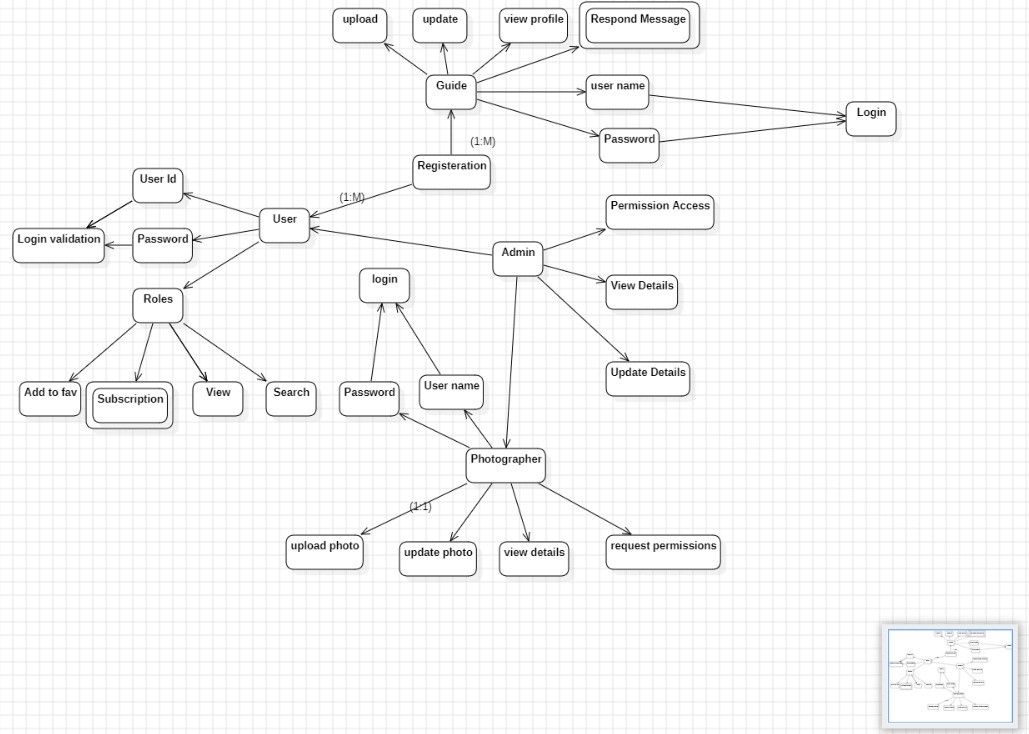 upload
update
view profile
Respond Message
Guide
user name
Login
Password
(1:M)
Registeration
User Id
(1:M)
Permission Access
User
Login validation
Password
Admin
login
View Details
Roles
Update Details
Add to fav
Subscription
View
Search
Password
User name
Photographer
(1:1)
upload photo
update photo
view details
request permissions